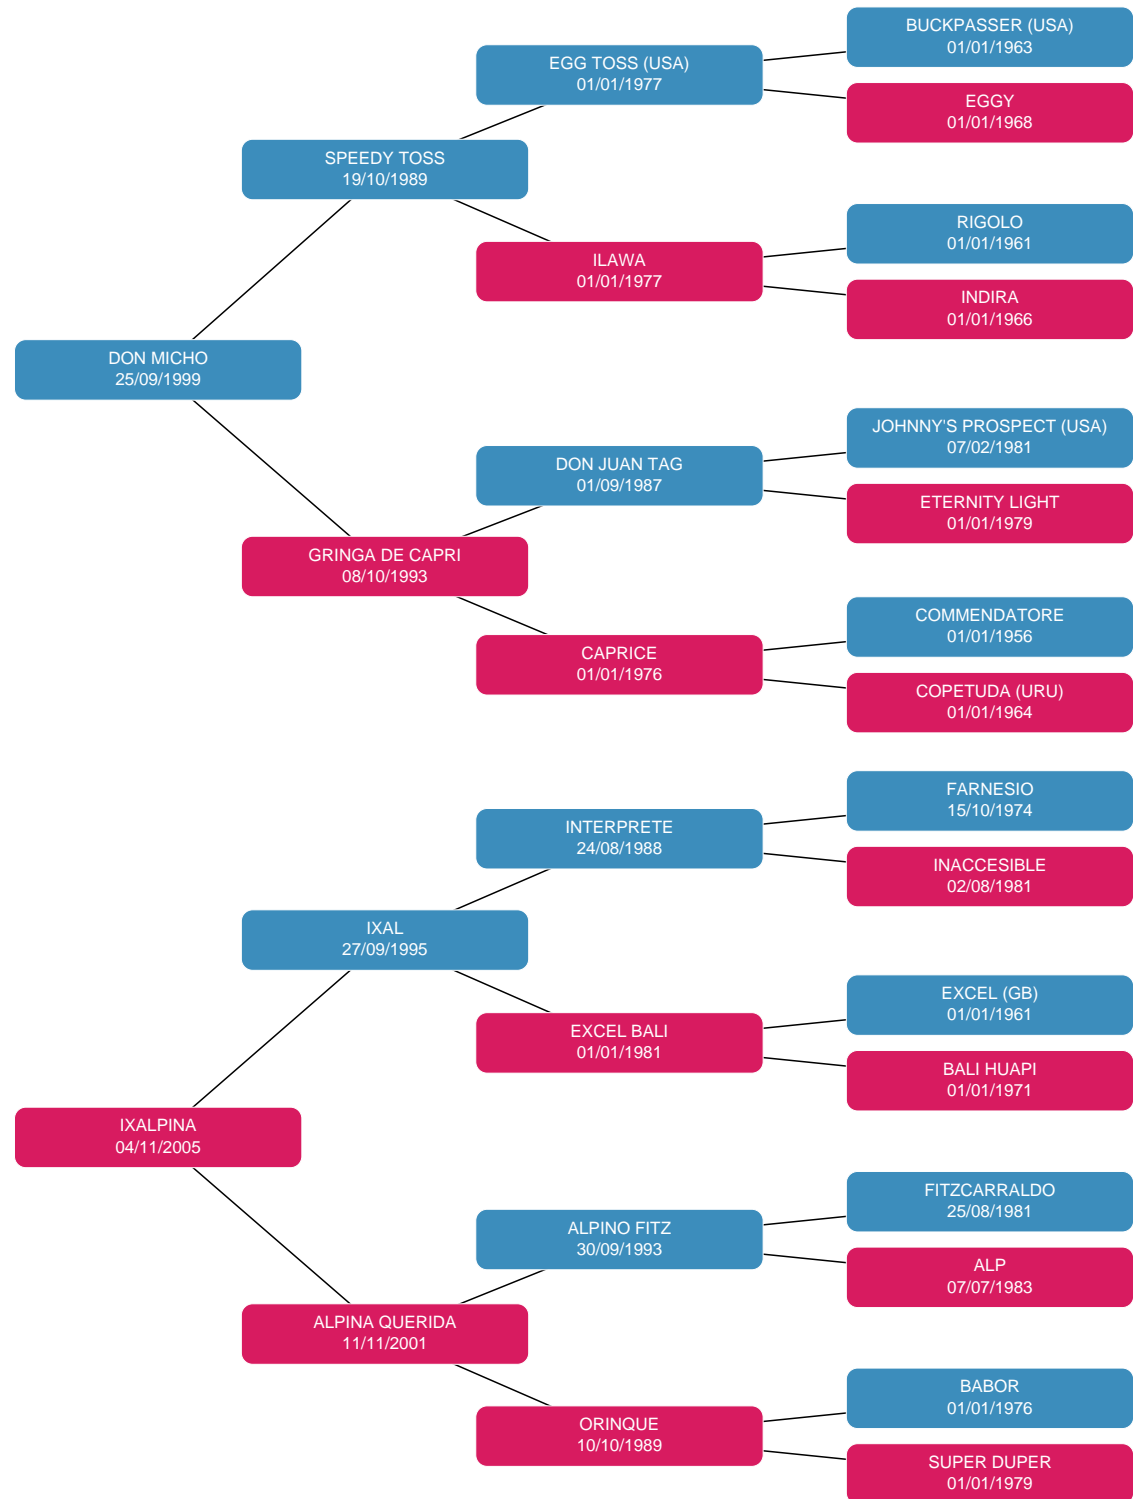 BUCKPASSER (USA)
01/01/1963
EGG TOSS (USA)
01/01/1977
EGGY
01/01/1968
SPEEDY TOSS
19/10/1989
RIGOLO
01/01/1961
ILAWA
01/01/1977
INDIRA
01/01/1966
DON MICHO
25/09/1999
JOHNNY'S PROSPECT (USA)
07/02/1981
DON JUAN TAG
01/09/1987
ETERNITY LIGHT
01/01/1979
GRINGA DE CAPRI
08/10/1993
COMMENDATORE
01/01/1956
CAPRICE
01/01/1976
COPETUDA (URU)
01/01/1964
FARNESIO
15/10/1974
INTERPRETE
24/08/1988
INACCESIBLE
02/08/1981
IXAL
27/09/1995
EXCEL (GB)
01/01/1961
EXCEL BALI
01/01/1981
BALI HUAPI
01/01/1971
IXALPINA
04/11/2005
FITZCARRALDO
25/08/1981
ALPINO FITZ
30/09/1993
ALP
07/07/1983
ALPINA QUERIDA
11/11/2001
BABOR
01/01/1976
ORINQUE
10/10/1989
SUPER DUPER
01/01/1979